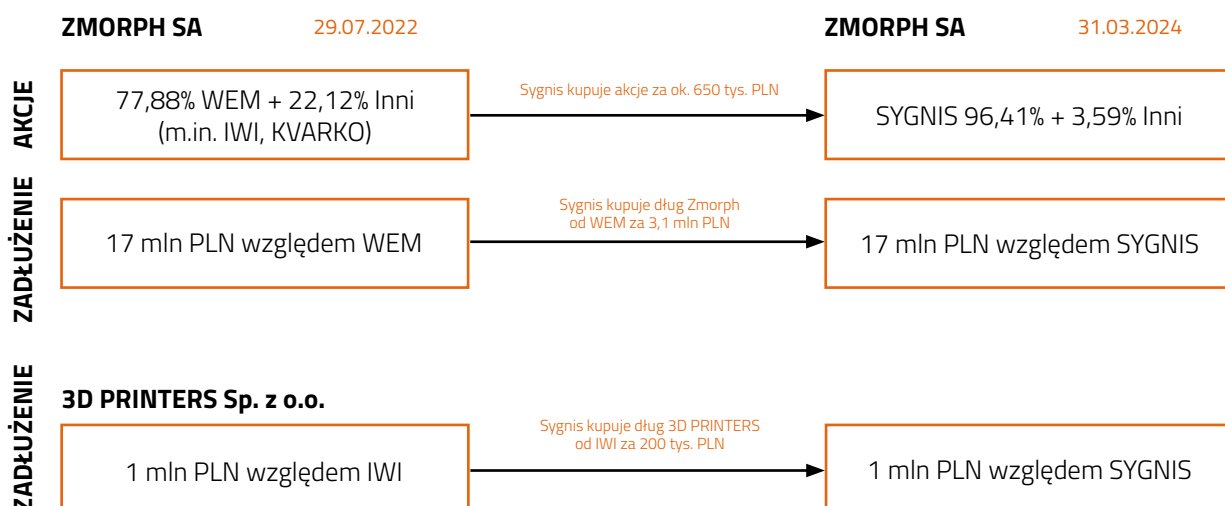 ZMORPH SA 29.07.2022 ZMORPH SA 31.03.2024
AKCJE
77,88% WEM + 22,12% Inni
(m.in. IWI, KVARKO)
Sygnis kupuje akcje za ok. 650 tys. PLN
SYGNIS 96,41% + 3,59% Inni
ZADŁUŻENIE
17 mln PLN względem WEM
Sygnis kupuje dług Zmorph
od WEM za 3,1 mln PLN
17 mln PLN względem SYGNIS
ZADŁUŻENIE
3D PRINTERS Sp. z o.o.
1 mln PLN względem IWI
Sygnis kupuje dług 3D PRINTERS
od IWI za 200 tys. PLN
1 mln PLN względem SYGNIS